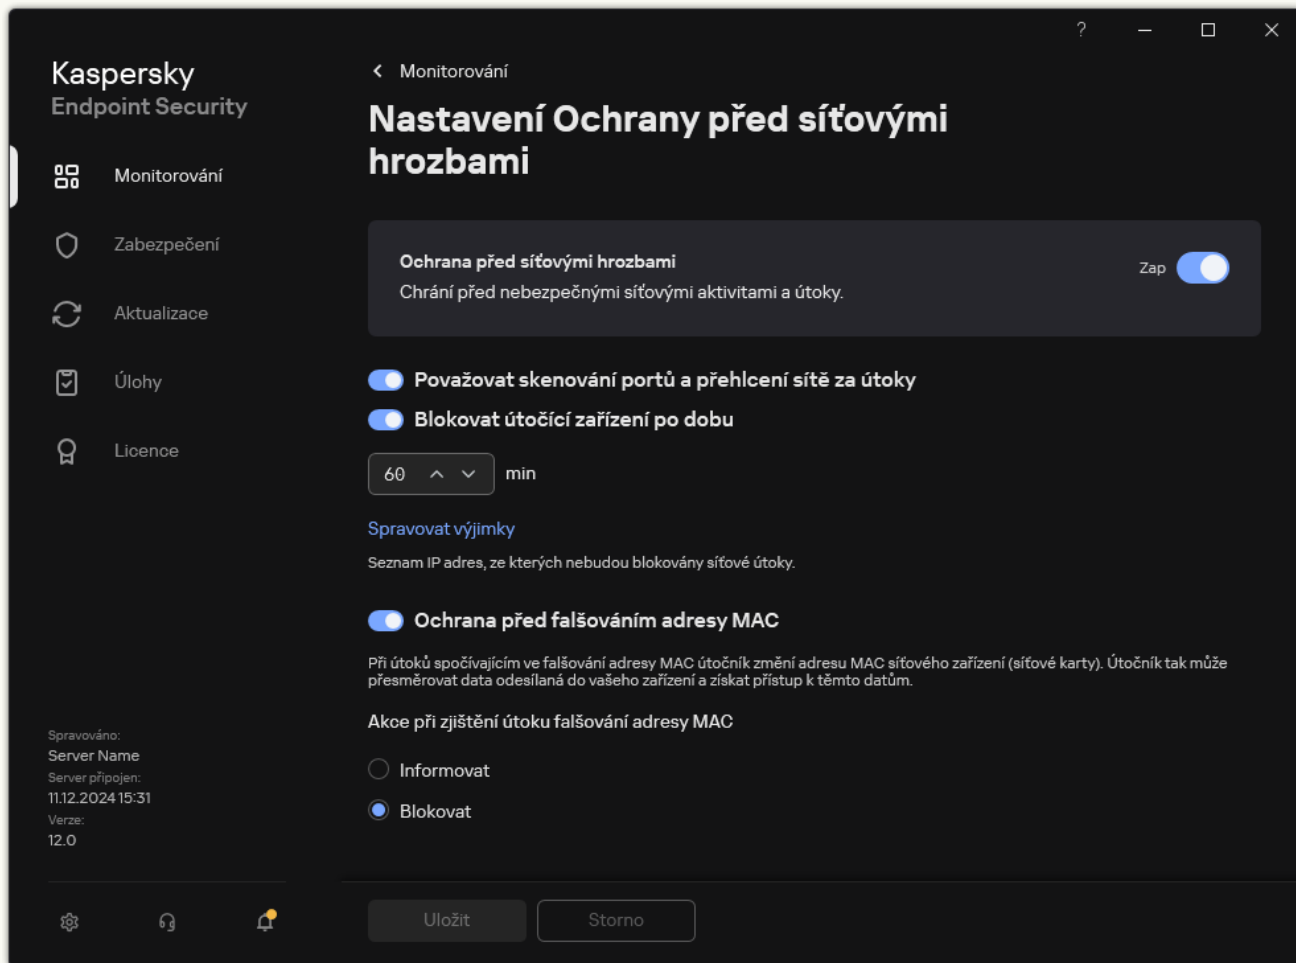 ?
Kaspersky
Endpoint Security
Monitorování
Zabezpečení
Aktualizace
Úlohy
Licence
Spravováno:
Server Name
Server připojen:
11.12.2024 15:31
Verze:
12.0
Monitorování
Nastavení Ochrany před síťovými
hrozbami
Ochrana před síťovými hrozbami
Zap
Chrání před nebezpečnými síťovými aktivitami a útoky.
Považovat skenování portů a přehlcení sítě za útoky
Blokovat útočící zařízení po dobu
60 min
Spravovat výjimky
Seznam IP adres, ze kterých nebudou blokovány síťové útoky.
Ochrana před falšováním adresy MAC
Při útoků spočívajícím ve falšování adresy MAC útočník změní adresu MAC síťového zařízení (síťové karty). Útočník tak může
přesměrovat data odesílaná do vašeho zařízení a získat přístup k těmto datům.
Akce při zjištění útoku falšování adresy MAC
Informovat
Blokovat
Uložit
Storno